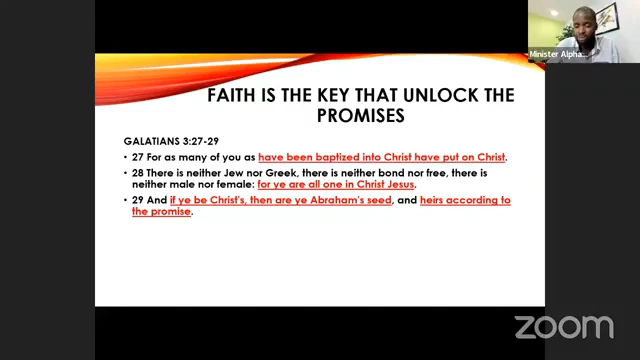 Minister Alpha...
FAITH IS THE KEY THAT UNLOCK THE
PROMISES
GALATIANS 3:27-29
• 27 For as many of you as have been baptized into Christ have put on Christ.
• 28 There is neither Jew nor Greek, there is neither bond nor free, there is
neither male nor female: for ye are all one in Christ Jesus.
• 29 And if ye be Christ's, then are ye Abraham's seed, and heirs according to
the promise.
zoom